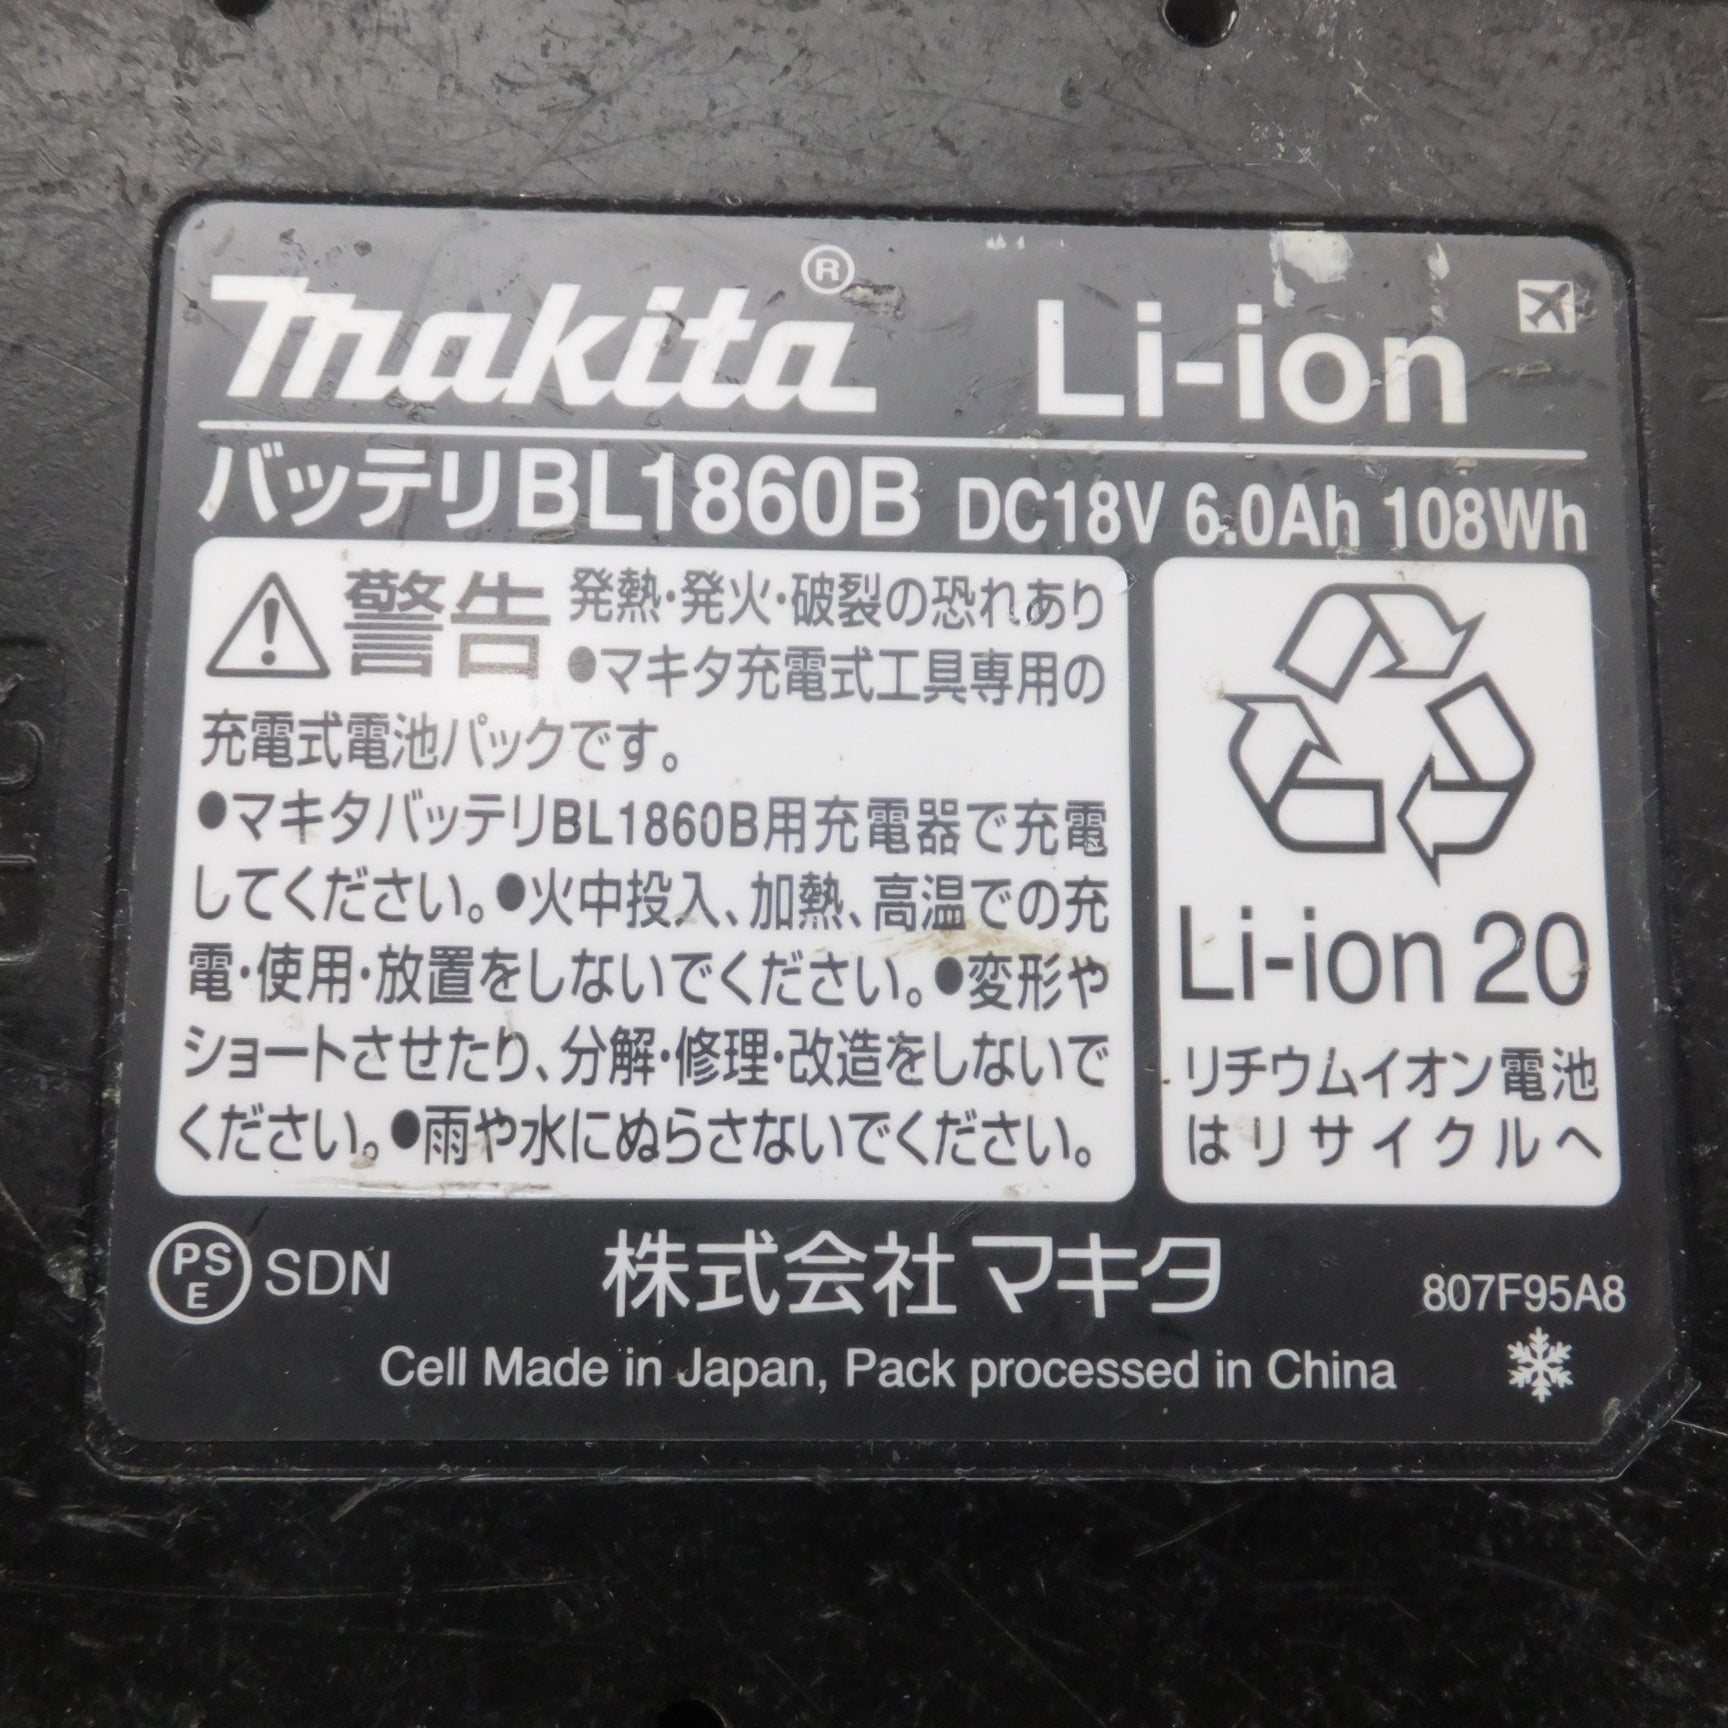 makita® Li-ion
バッテリBL1860B DC18V 6.0Ah 108Wh
警告 発熱・発火・破裂の恐れあり
●マキタ充電式工具専用の
充電式電池パックです。
●マキタバッテリBL1860B用充電器で充電
してください。●火中投入、加熱、高温での充
電・使用・放置をしないでください。●変形や
ショートさせたり、分解・修理・改造をしないで
ください。●雨や水にぬらさないでください。
Li-ion 20
リチウムイオン電池
はリサイクルへ
PS
E
SDN 株式会社マキタ 807F95A8
Cell Made in Japan, Pack processed in China